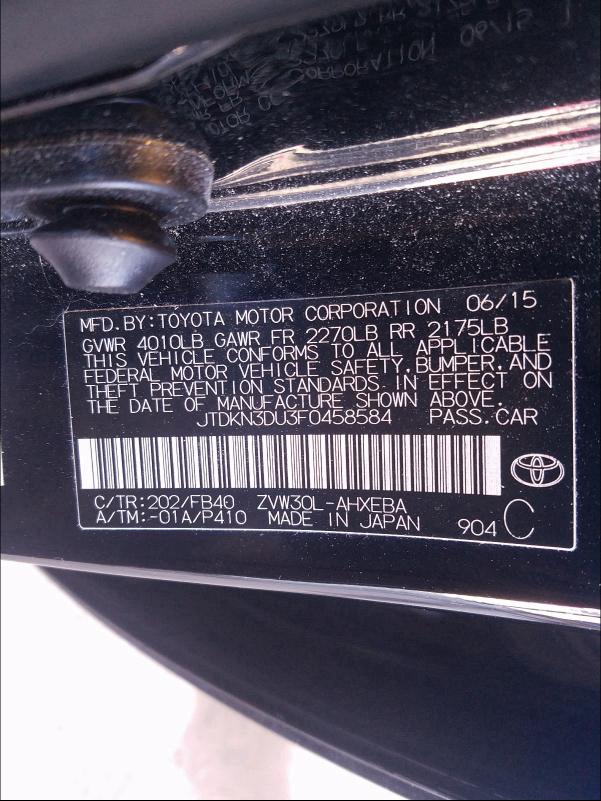 MFD.BY:TOYOTA MOTOR CORPORATION 06/15
GVWR 4010LB GAWR FR 2270LB RR 2175LB
THIS VEHICLE CONFORMS TO ALL APPLICABLE
FEDERAL MOTOR VEHICLE SAFETY,BUMPER,AND
THEFT PREVENTION STANDARDS IN EFFECT ON
THE DATE OF MANUFACTURE SHOWN ABOVE.
JTDKN3DU3F0458584 PASS.CAR
C/TR:202/FB40 ZVW30L-AHXEBA
A/TM:-01A/P410 MADE IN JAPAN 904 C